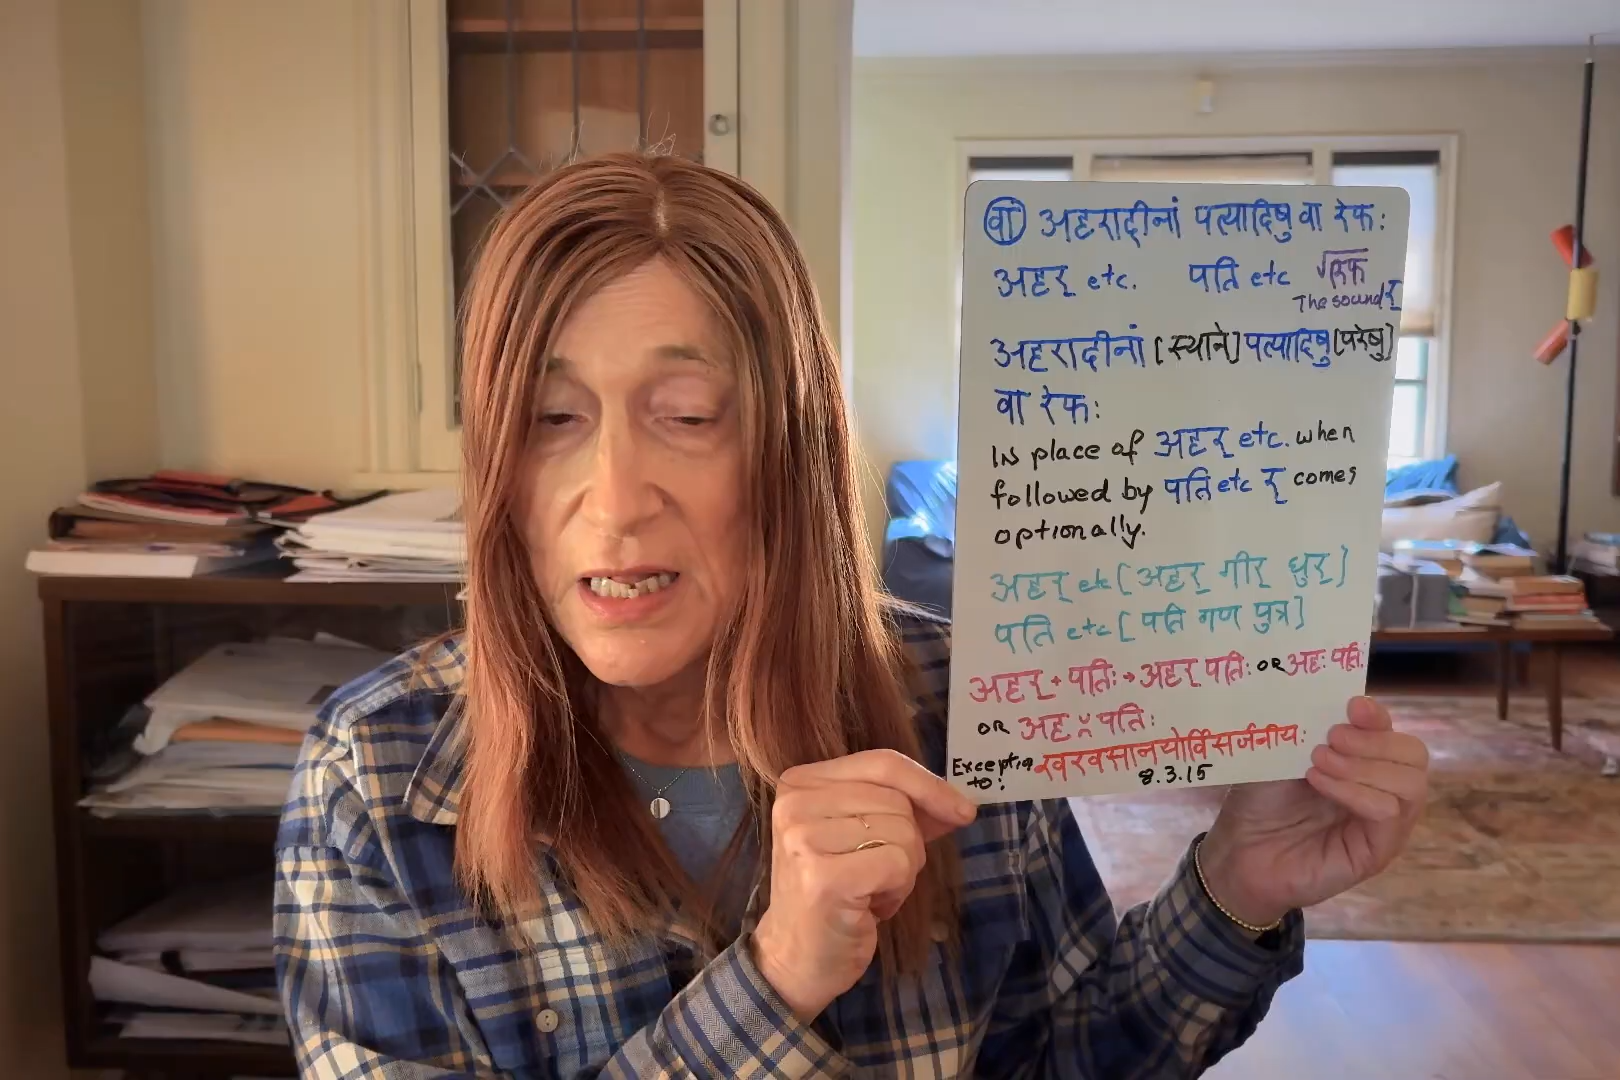 वा अहरादीनां पत्यादिषु वा रेफः
अहर् etc. पति etc √रिफ
The sound र्
अहरादीनां [स्थाने] पत्यादिषु [परेषु]
वा रेफः
IN place of अहर् etc. when
followed by पति etc र् comes
optionally.
अहर् etc [अहर् गीर् धुर्]
पति etc [पति गण पुत्र]
अहर् + पतिः → अहर् पतिः OR अहः पतिः
OR अह ꣳ पतिः
Exception to: खरवसानयोर्विसर्जनीयः
8.3.15